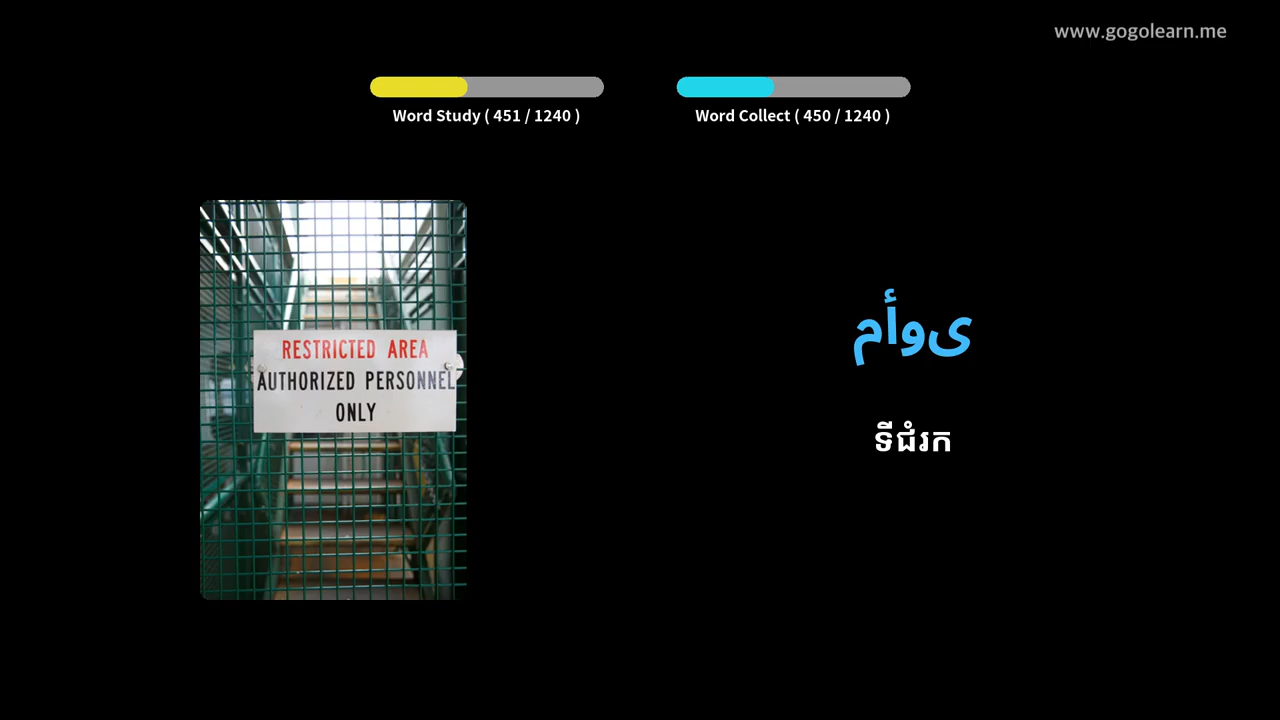 www.gogolearn.me
Word Study ( 451 / 1240 )
Word Collect ( 450 / 1240 )
RESTRICTED AREA
AUTHORIZED PERSONNEL
ONLY
ىوأم
ទីជំរក